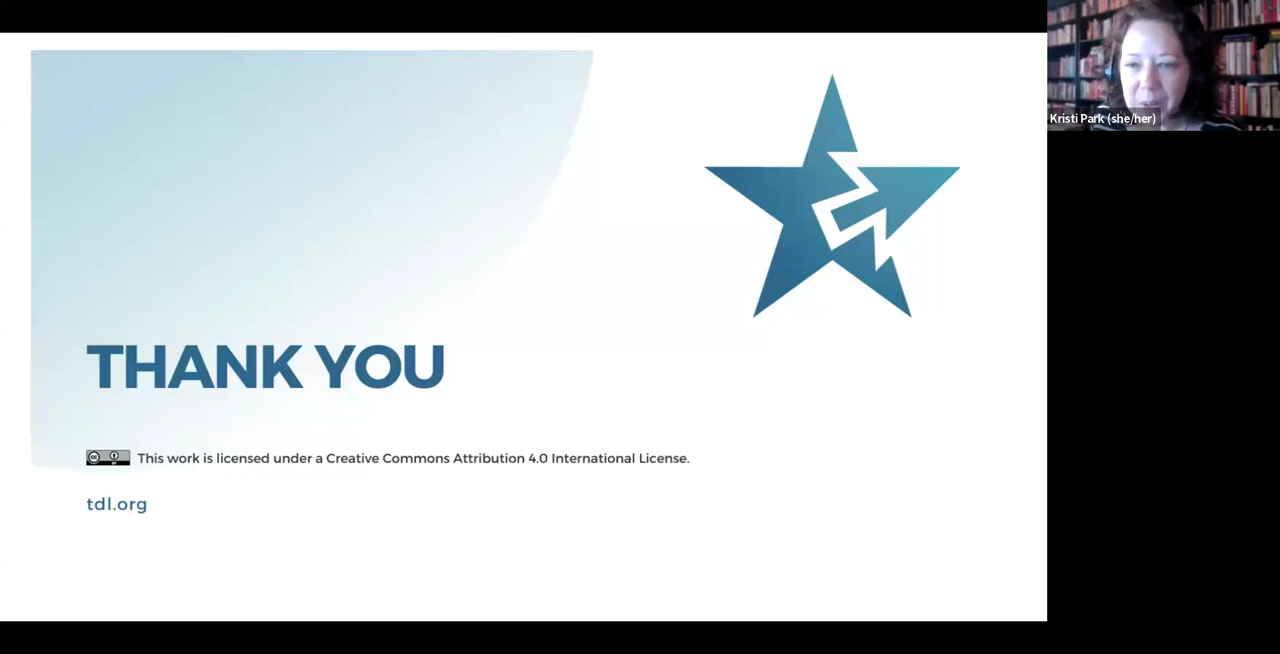 Kristi Park (she/her)
THANK YOU
This work is licensed under a Creative Commons Attribution 4.0 International License.
tdl.org